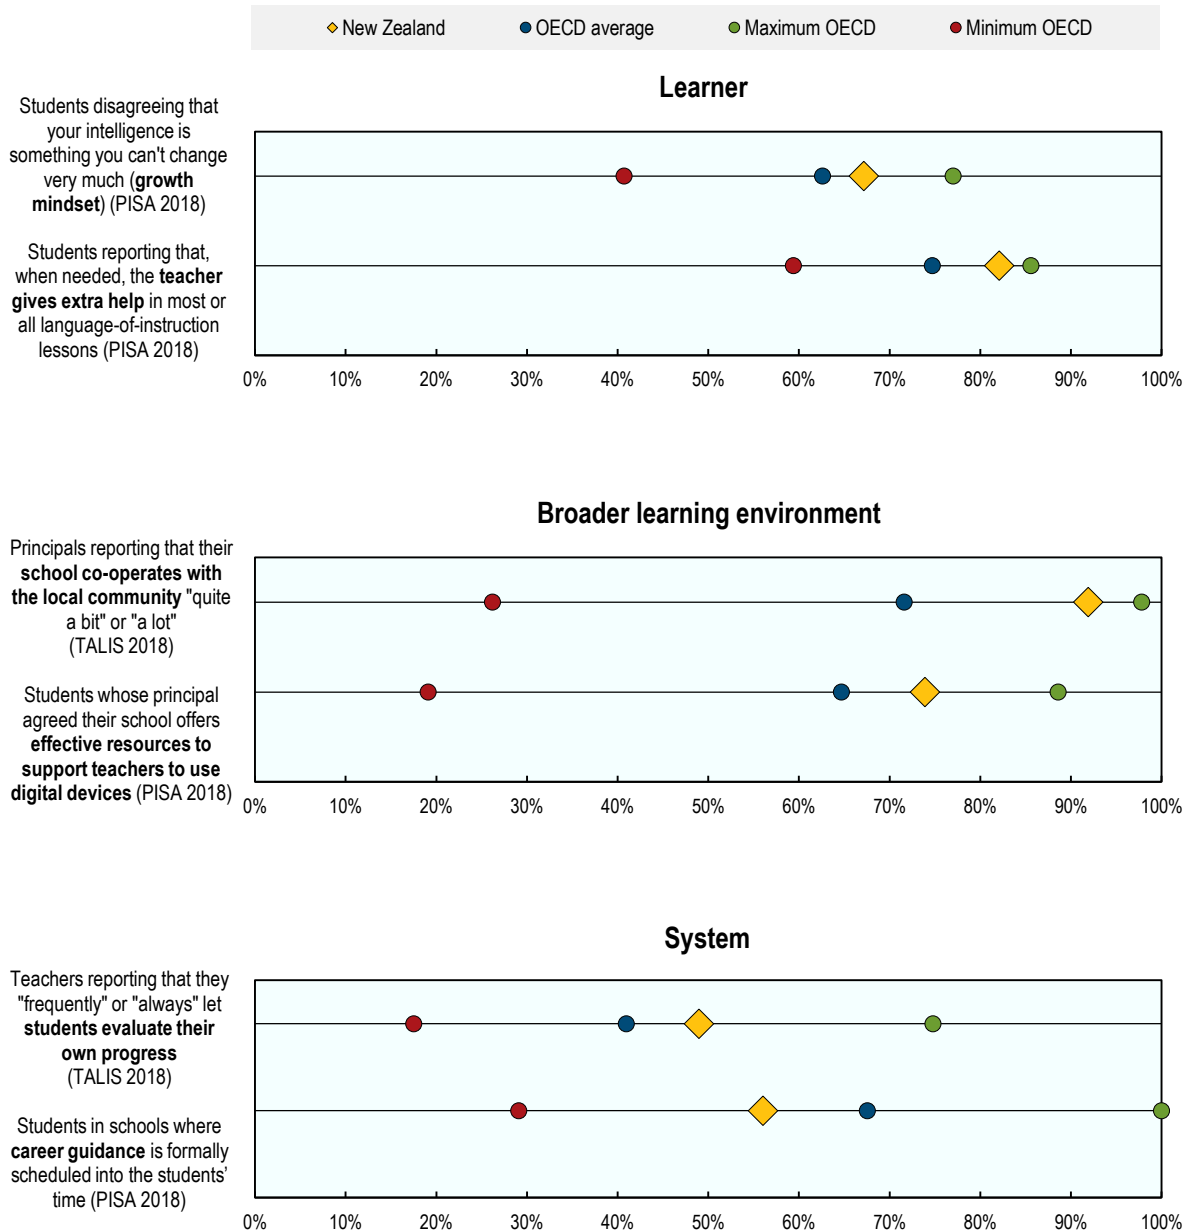 New Zealand
OECD average
Maximum OECD
Minimum OECD
Learner
Students disagreeing that
your intelligence is
something you can't change
very much (growth
mindset) (PISA 2018)
Students reporting that,
when needed, the teacher
gives extra help in most or
all language-of-instruction
lessons (PISA 2018)
0% 10% 20% 30% 40% 50% 60% 70% 80% 90% 100%
Broader learning environment
Principals reporting that their
school co-operates with
the local community "quite
a bit" or "a lot"
(TALIS 2018)
Students whose principal
agreed their school offers
effective resources to
support teachers to use
digital devices (PISA 2018)
0% 10% 20% 30% 40% 50% 60% 70% 80% 90% 100%
System
Teachers reporting that they
"frequently" or "always" let
students evaluate their
own progress
(TALIS 2018)
Students in schools where
career guidance is formally
scheduled into the students’
time (PISA 2018)
0% 10% 20% 30% 40% 50% 60% 70% 80% 90% 100%